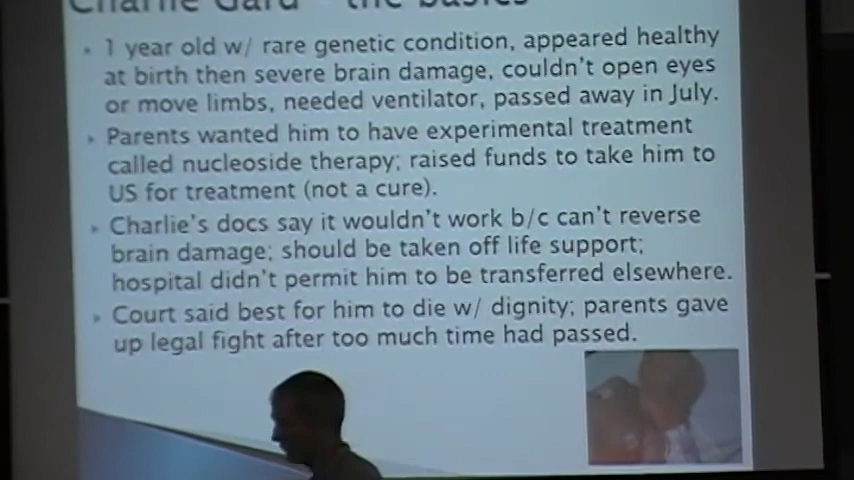 Charlie Gard - the basics
1 year old w/ rare genetic condition, appeared healthy
at birth then severe brain damage, couldn't open eyes
or move limbs, needed ventilator, passed away in July.
Parents wanted him to have experimental treatment
called nucleoside therapy; raised funds to take him to
US for treatment (not a cure).
Charlie's docs say it wouldn't work b/c can't reverse
brain damage; should be taken off life support;
hospital didn't permit him to be transferred elsewhere.
Court said best for him to die w/ dignity; parents gave
up legal fight after too much time had passed.